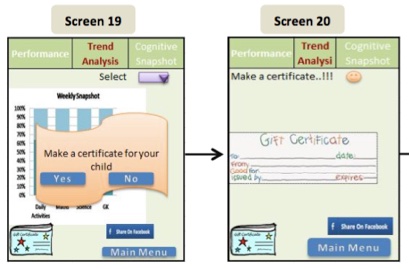 Screen 19
Performance
Trend
Analysis
Cognitive
Snapshot
Select
Weekly Snapshot
100%
90%
80%
70%
60%
50%
40%
30%
20%
10%
0%
Make a certificate for your
child
Yes
No
Daily
Activities
Science
GK
Gift Certificate
Share On Facebook
Main Menu
Screen 20
Performance
Trend
Analysi
Cognitive
Snapshot
Make a certificate..!!!
Gift Certificate
To
date:
From
Good for
Issued by
expires
Share On Facebook
Main Menu